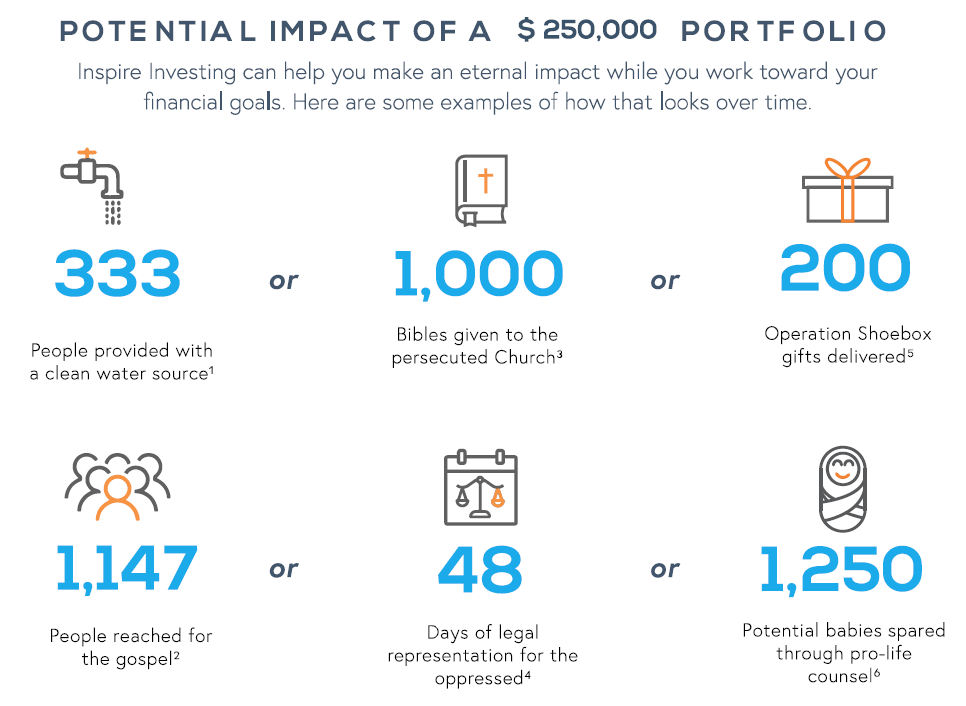 POTENTIAL IMPACT OF A $ 250,000 PORTFOLIO
Inspire Investing can help you make an eternal impact while you work toward your
financial goals. Here are some examples of how that looks over time.
333 or 1,000 or 200
People provided with
a clean water source¹
Bibles given to the
persecuted Church³
Operation Shoebox
gifts delivered⁵
1,147 or 48 or 1,250
People reached for
the gospel²
Days of legal
representation for the
oppressed⁴
Potential babies spared
through pro-life
counsel⁶